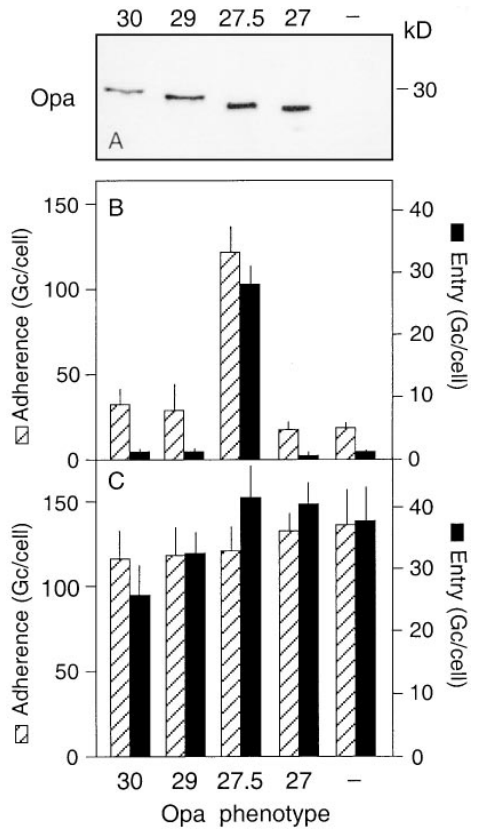 30 29 27.5 27 – kD
Opa – 30
A
B
150
100
50
0
Adherence (Gc/cell)
40
30
20
10
0
Entry (Gc/cell)
C
150
100
50
0
Adherence (Gc/cell)
40
30
20
10
0
Entry (Gc/cell)
30 29 27.5 27 –
Opa phenotype